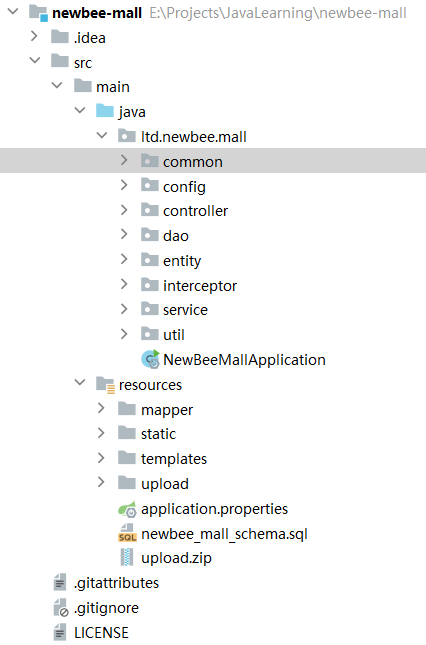 newbee-mall E:\Projects\JavaLearning\newbee-mall
.idea
src
main
java
ltd.newbee.mall
common
config
controller
dao
entity
interceptor
service
util
NewBeeMallApplication
resources
mapper
static
templates
upload
application.properties
newbee_mall_schema.sql
upload.zip
.gitattributes
.gitignore
LICENSE